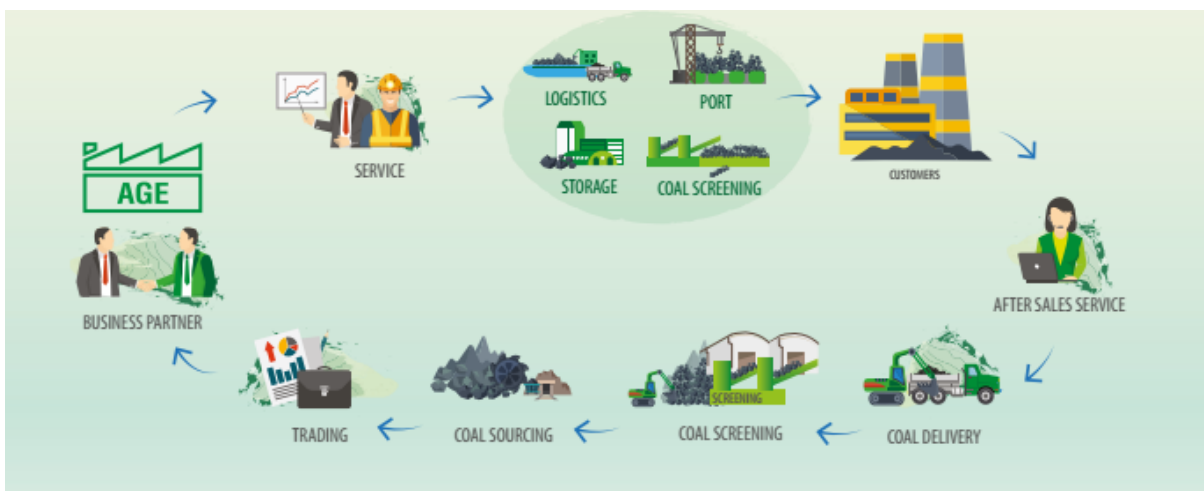 LOGISTICS
PORT
SERVICE
STORAGE
COAL SCREENING
CUSTOMERS
AGE
BUSINESS PARTNER
AFTER SALES SERVICE
SCREENING
TRADING
COAL SOURCING
COAL SCREENING
COAL DELIVERY